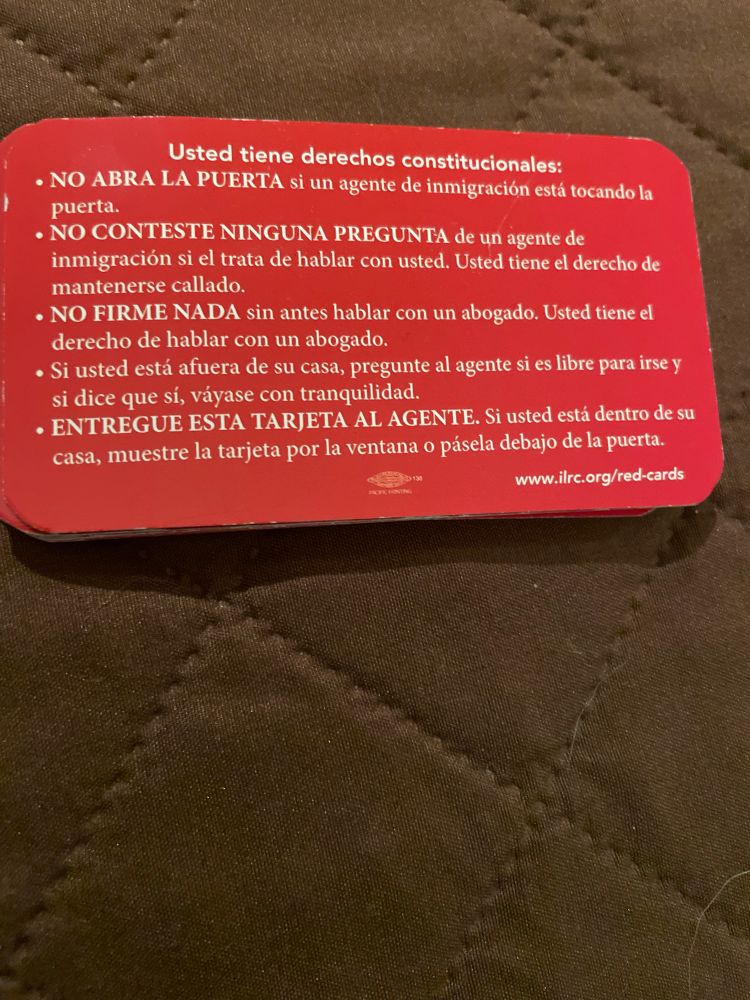 Usted tiene derechos constitucionales:
• NO ABRA LA PUERTA si un agente de inmigración está tocando la
puerta.
• NO CONTESTE NINGUNA PREGUNTA de un agente de
inmigración si el trata de hablar con usted. Usted tiene el derecho de
mantenerse callado.
• NO FIRME NADA sin antes hablar con un abogado. Usted tiene el
derecho de hablar con un abogado.
• Si usted está afuera de su casa, pregunte al agente si es libre para irse y
si dice que sí, váyase con tranquilidad.
• ENTREGUE ESTA TARJETA AL AGENTE. Si usted está dentro de su
casa, muestre la tarjeta por la ventana o pásela debajo de la puerta.
130
PACIFIC PRINTING
www.ilrc.org/red-cards